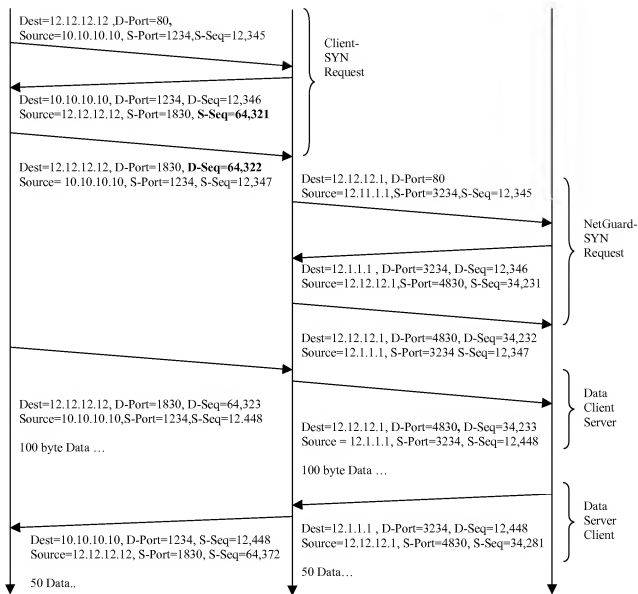 Dest=12.12.12.12 ,D-Port=80,
Source=10.10.10.10, S-Port=1234,S-Seq=12,345
Client-
SYN
Request
Dest=10.10.10.10, D-Port=1234, D-Seq=12,346
Source=12.12.12.12, S-Port=1830, S-Seq=64,321
Dest=12.12.12.12, D-Port=1830, D-Seq=64,322
Source= 10.10.10.10, S-Port=1234, S-Seq=12,347
Dest=12.12.12.1, D-Port=80
Source=12.11.1.1,S-Port=3234,S-Seq=12,345
NetGuard-
SYN
Request
Dest=12.1.1.1 , D-Port=3234, D-Seq=12,346
Source=12.12.12.1,S-Port=4830, S-Seq=34,231
Dest=12.12.12.1, D-Port=4830, D-Seq=34,232
Source=12.1.1.1, S-Port=3234 S-Seq=12,347
Dest=12.12.12.12, D-Port=1830, D-Seq=64,323
Source=10.10.10.10,S-Port=1234,S-Seq=12.448
100 byte Data ...
Dest=12.12.12.1, D-Port=4830, D-Seq=34,233
Source = 12.1.1.1, S-Port=3234, S-Seq=12,448
100 byte Data ...
Data
Client
Server
Dest=10.10.10.10, D-Port=1234, S-Seq=12,448
Source=12.12.12.12, S-Port=1830, S-Seq=64,372
50 Data..
Dest=12.1.1.1 , D-Port=3234, D-Seq=12,448
Source=12.12.12.1, S-Port=4830, S-Seq=34,281
50 Data...
Data
Server
Client